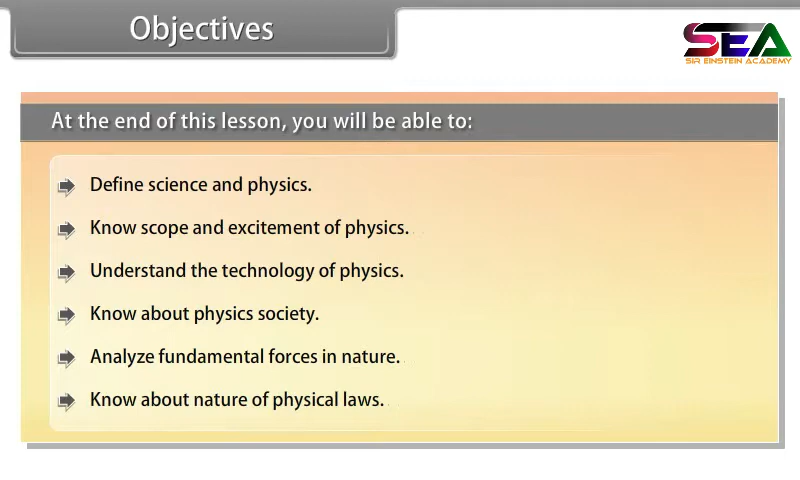 Objectives
SEA
SIR EINSTEIN ACADEMY
At the end of this lesson, you will be able to:
Define science and physics.
Know scope and excitement of physics.
Understand the technology of physics.
Know about physics society.
Analyze fundamental forces in nature.
Know about nature of physical laws.